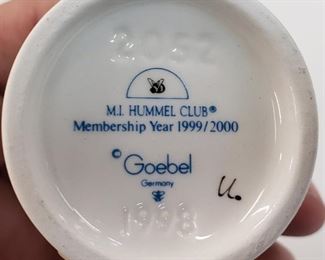 2052
M.I. HUMMEL CLUB®
Membership Year 1999/2000
© Goebel
Germany
U.
1998